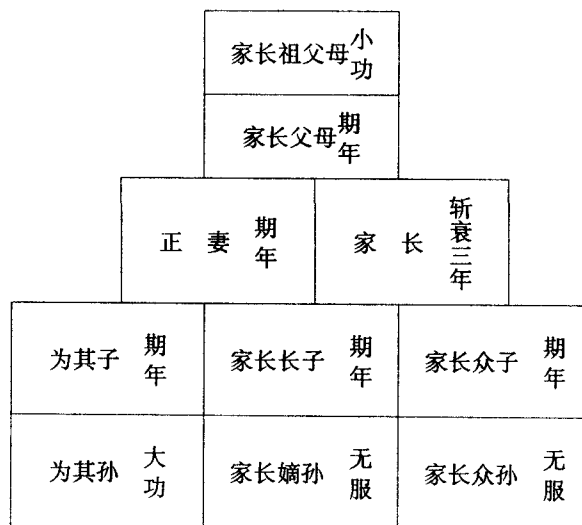 家长祖父母小功
家长父母期年
正妻期年 家长斩衰三年
为其子期年 家长长子期年 家长众子期年
为其孙大功 家长嫡孙无服 家长众孙无服